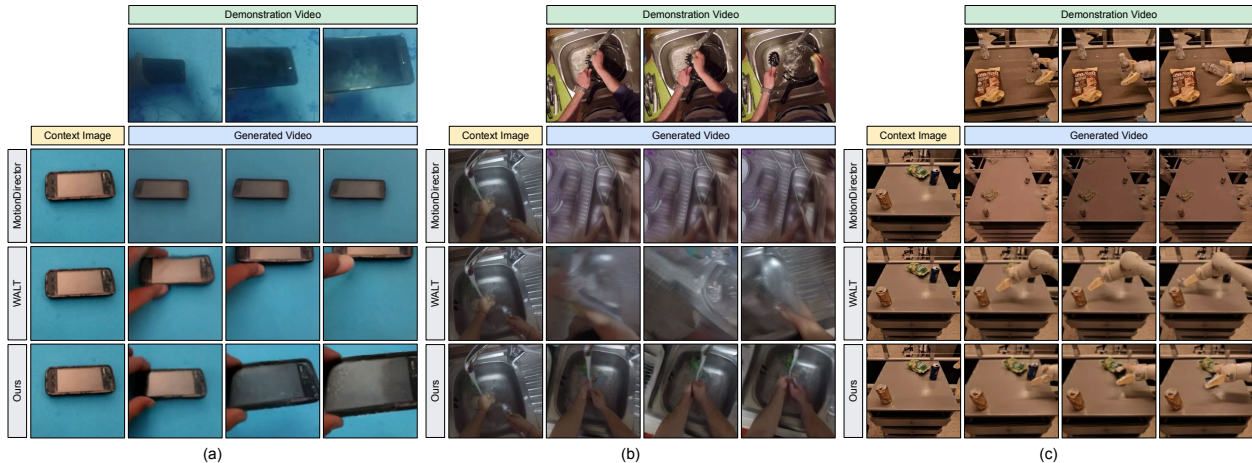 Demonstration Video
Context Image
Generated Video
MotionDirector
WALT
Ours
(a)
Demonstration Video
Context Image
Generated Video
MotionDirector
WALT
Ours
(b)
Demonstration Video
Context Image
Generated Video
MotionDirector
WALT
Ours
(c)